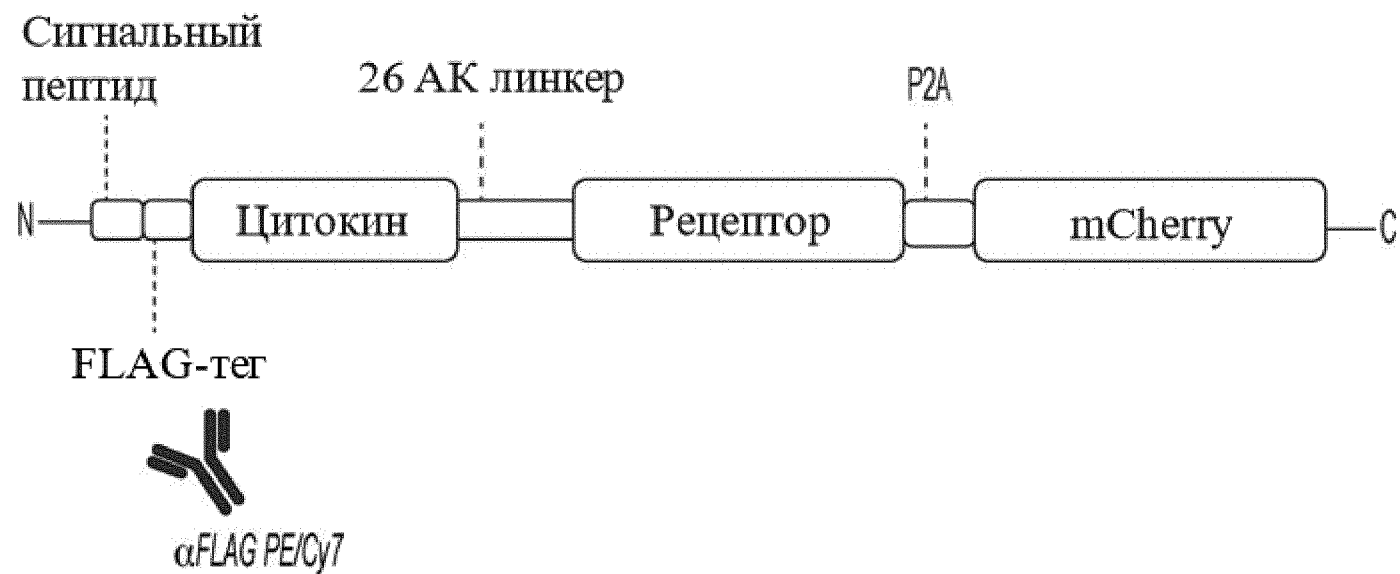 Сигнальный
пептид
26 АК линкер
P2A
N
Цитокин
Рецептор
mCherry
C
FLAG-тег
αFLAG PE/Cy7